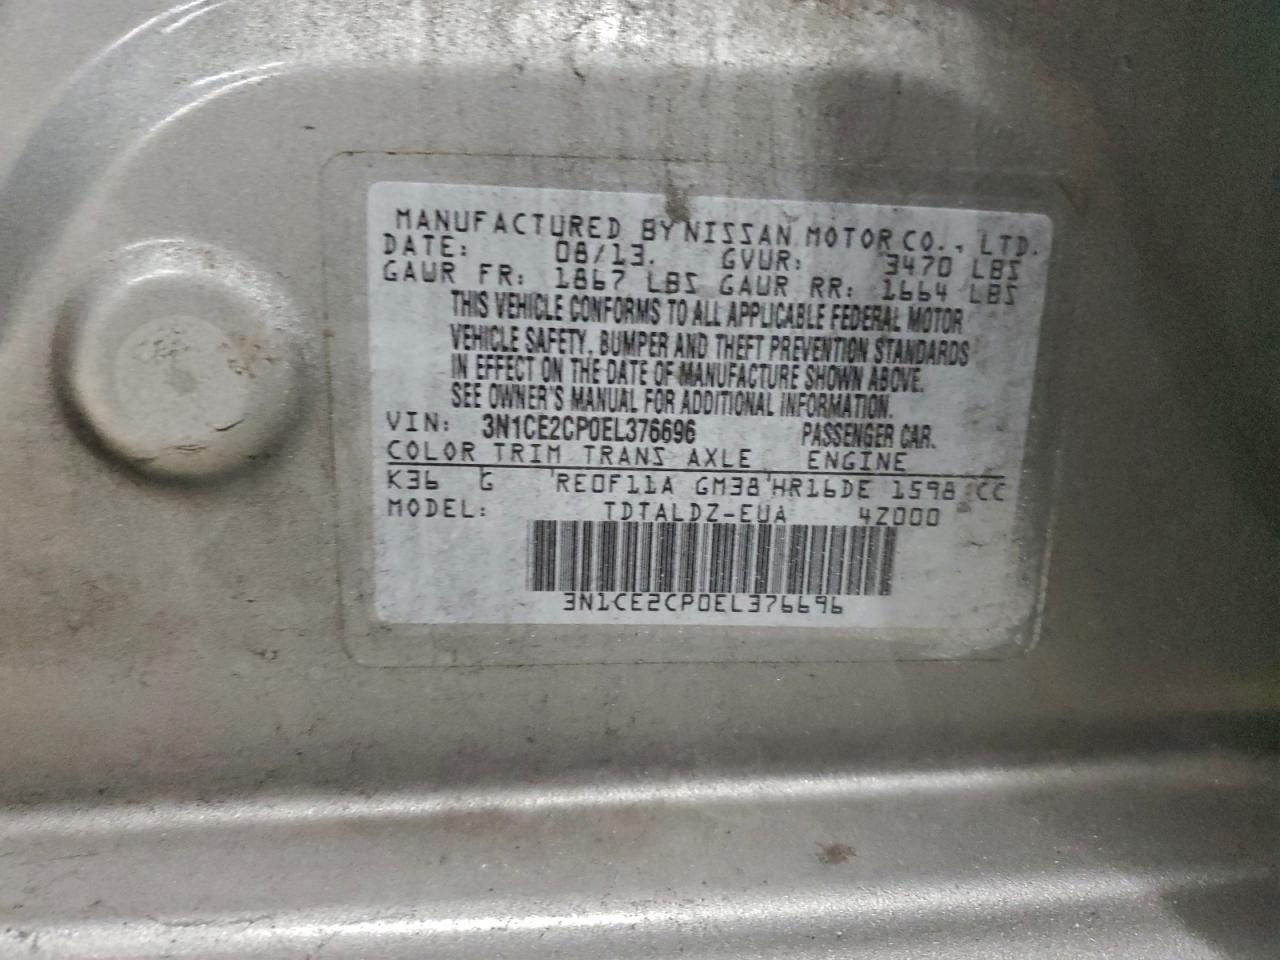 MANUFACTURED BY NISSAN MOTOR CO., LTD.
DATE: 08/13. GVWR: 3470 LBS
GAWR FR: 1867 LBS GAWR RR: 1664 LBS
THIS VEHICLE CONFORMS TO ALL APPLICABLE FEDERAL MOTOR
VEHICLE SAFETY, BUMPER AND THEFT PREVENTION STANDARDS
IN EFFECT ON THE DATE OF MANUFACTURE SHOWN ABOVE.
SEE OWNER'S MANUAL FOR ADDITIONAL INFORMATION.
VIN: 3N1CE2CP0EL376696 PASSENGER CAR.
COLOR TRIM TRANS AXLE ENGINE
K36 G RE0F11A GM38 HR16DE 1598 CC
MODEL: TDTALDZ-EUA 4Z000
3N1CE2CP0EL376696